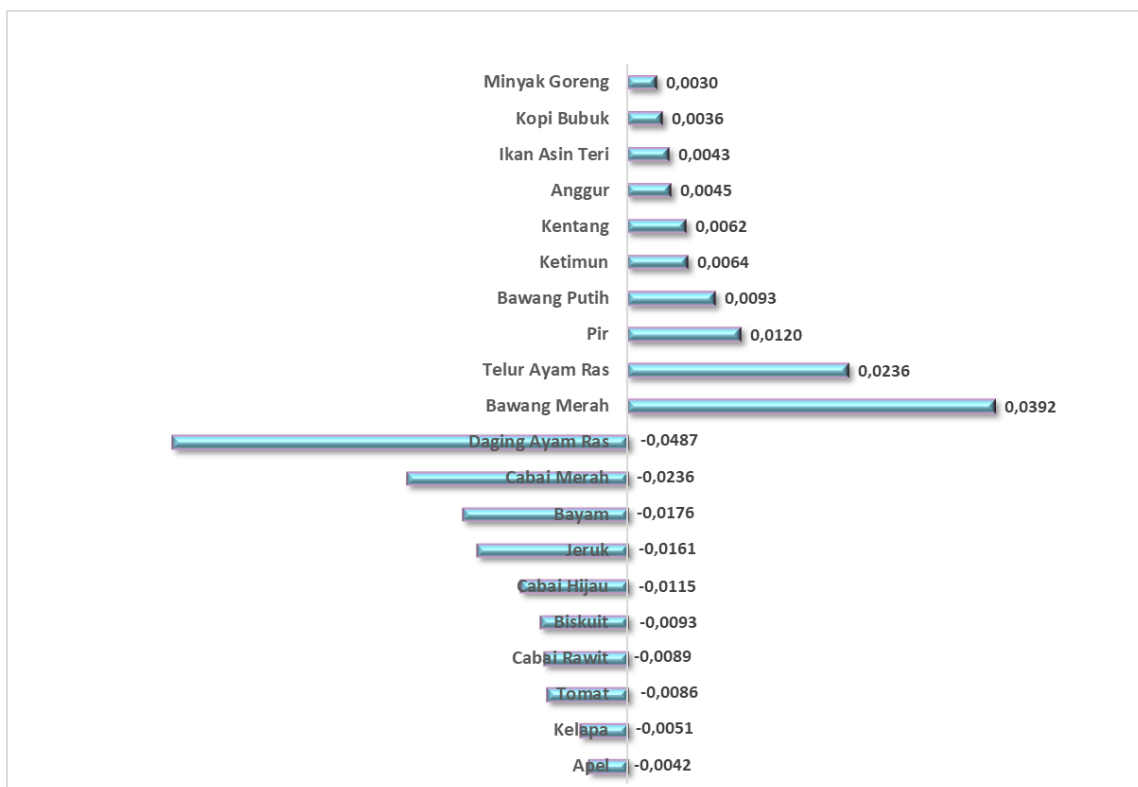 Minyak Goreng 0,0030
Kopi Bubuk 0,0036
Ikan Asin Teri 0,0043
Anggur 0,0045
Kentang 0,0062
Ketimun 0,0064
Bawang Putih 0,0093
Pir 0,0120
Telur Ayam Ras 0,0236
Bawang Merah 0,0392
Daging Ayam Ras -0,0487
Cabai Merah -0,0236
Bayam -0,0176
Jeruk -0,0161
Cabai Hijau -0,0115
Biskuit -0,0093
Cabai Rawit -0,0089
Tomat -0,0086
Kelapa -0,0051
Apel -0,0042